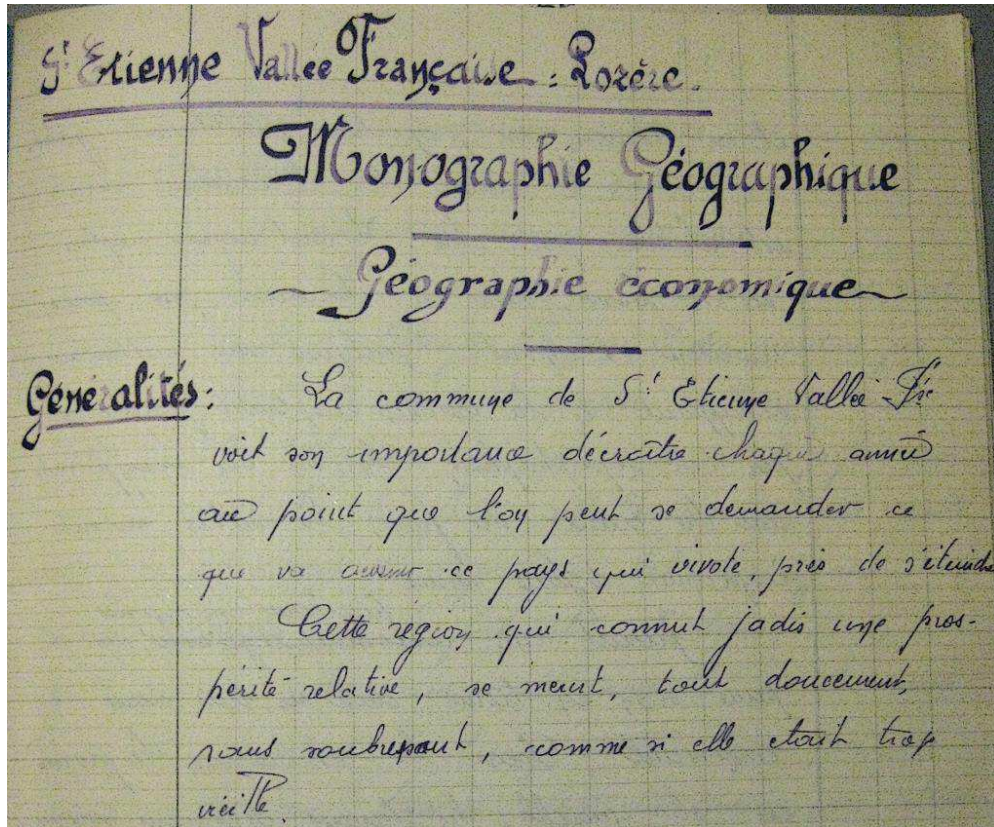 St Etienne Vallée Française : Lozère.
Monographie Géographique
~ Géographie économique ~
Généralités : La commune de St Etienne Vallée Fse
voit son importance décroître chaque année
au point que l'on peut se demander ce
que va ce pays qui vivote, près de s'éteindre
Cette région qui connut jadis une pros-
périté relative, se meurt, tout doucement,
sans , comme si elle était trop
vieille.